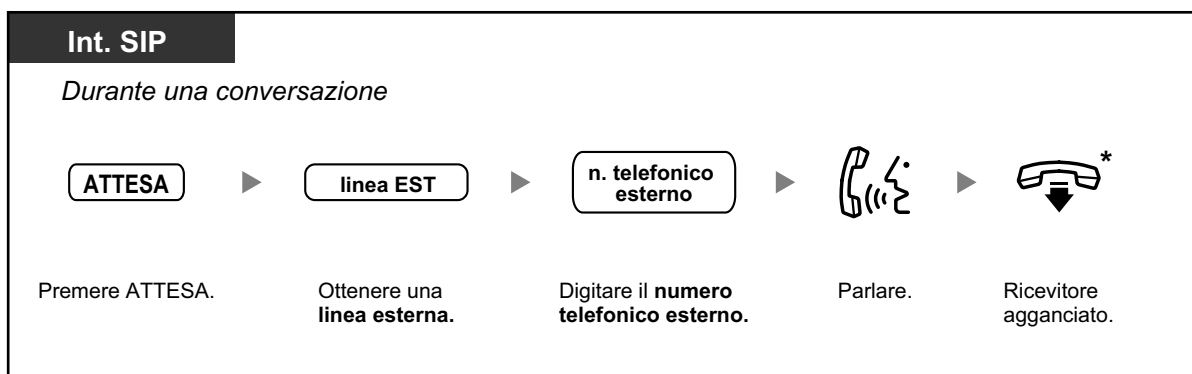 Int. SIP
Durante una conversazione
ATTESA
linea EST
n. telefonico
esterno
*
Premere ATTESA.
Ottenere una
linea esterna.
Digitare il numero
telefonico esterno.
Parlare.
Ricevitore
agganciato.